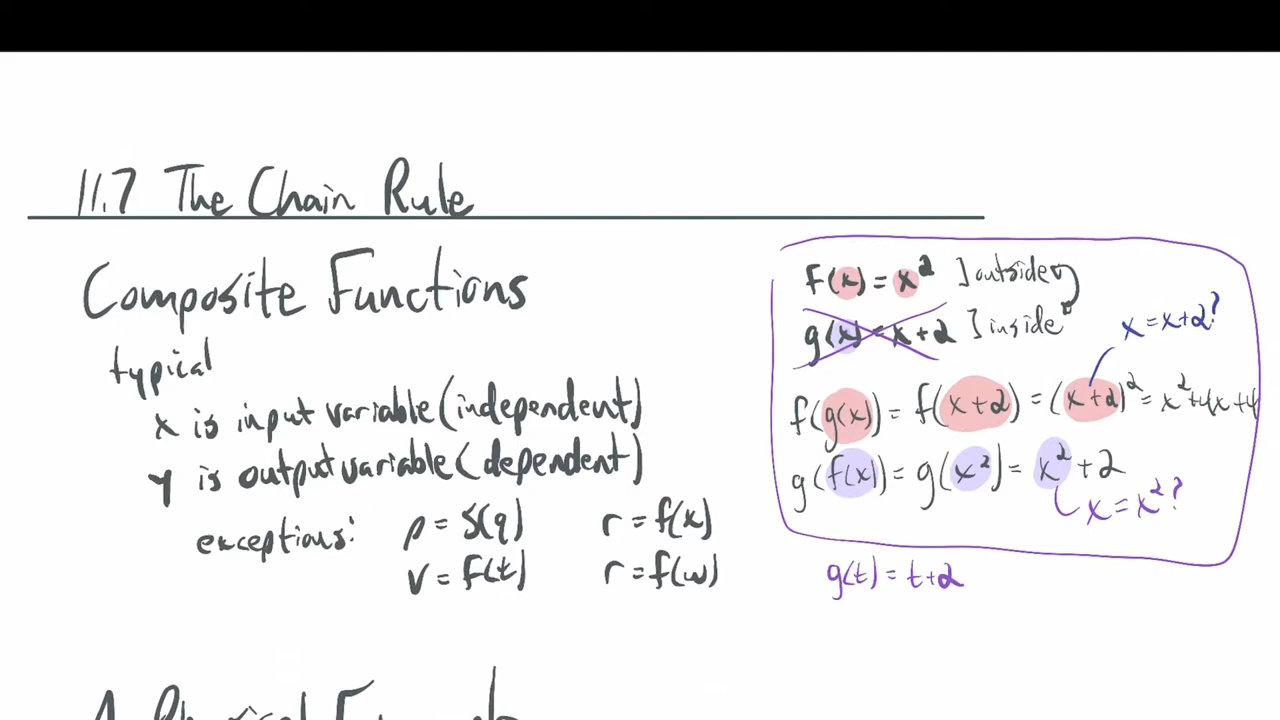 11.7 The Chain Rule
Composite Functions
typical
x is input variable (independent)
y is output variable (dependent)
exceptions: p = S(q) r = f(x)
v = f(t) r = f(w)
f(x) = x² ] outside
g(x) = x+2 ] inside
x = x+2?
f(g(x)) = f(x+2) = (x+2)² = x²+4x+4
g(f(x)) = g(x²) = x² + 2
x = x²?
g(t) = t+2
A Physical